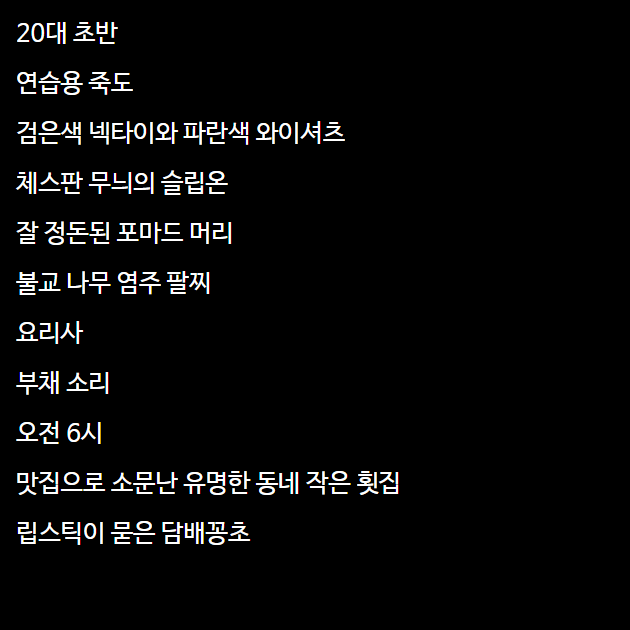 20대 초반
연습용 죽도
검은색 넥타이와 파란색 와이셔츠
체스판 무늬의 슬립온
잘 정돈된 포마드 머리
불교 나무 염주 팔찌
요리사
부채 소리
오전 6시
맛집으로 소문난 유명한 동네 작은 횟집
립스틱이 묻은 담배꽁초